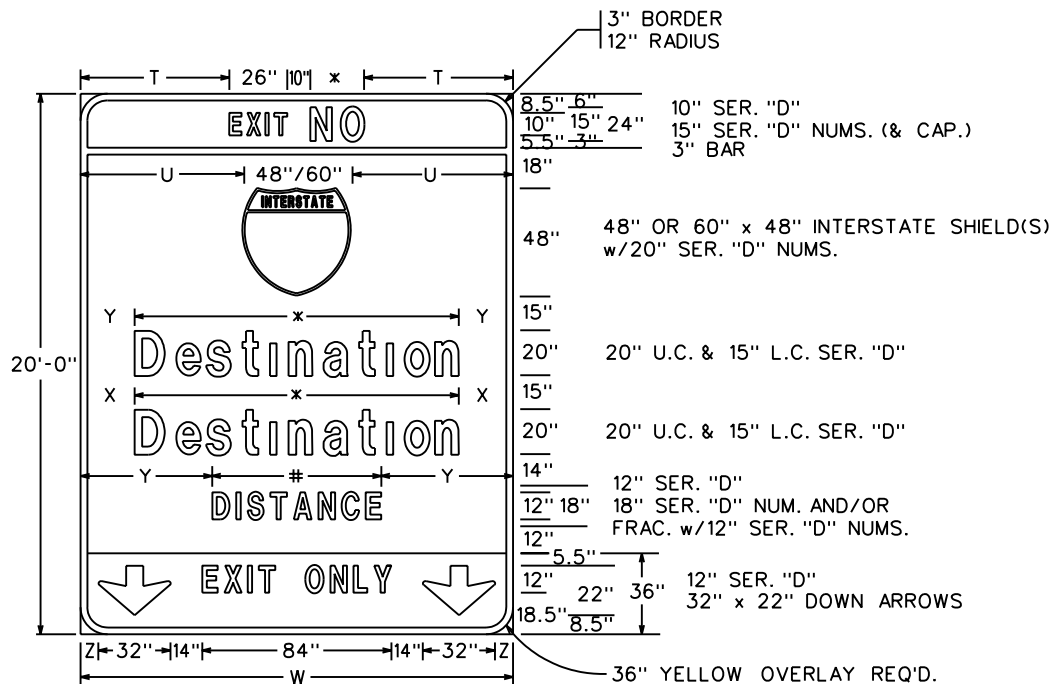 3" BORDER
12" RADIUS
T 26" 10" * T
8.5" 6"
10" 15" 24"
5.5" 3"
10" SER. "D"
15" SER. "D" NUMS. (& CAP.)
3" BAR
EXIT NO
18"
U 48"/60" U
INTERSTATE
48"
48" OR 60" x 48" INTERSTATE SHIELD(S)
w/20" SER. "D" NUMS.
15"
Y * Y
20'-0"
Destination
20"
20" U.C. & 15" L.C. SER. "D"
X * X
15"
Destination
20"
20" U.C. & 15" L.C. SER. "D"
Y # Y
14"
DISTANCE
12" 18"
12" SER. "D"
18" SER. "D" NUM. AND/OR
FRAC. w/12" SER. "D" NUMS.
12"
5.5"
EXIT ONLY
12"
22"
36"
18.5"
8.5"
12" SER. "D"
32" x 22" DOWN ARROWS
Z 32" 14" 84" 14" 32" Z
W
36" YELLOW OVERLAY REQ'D.